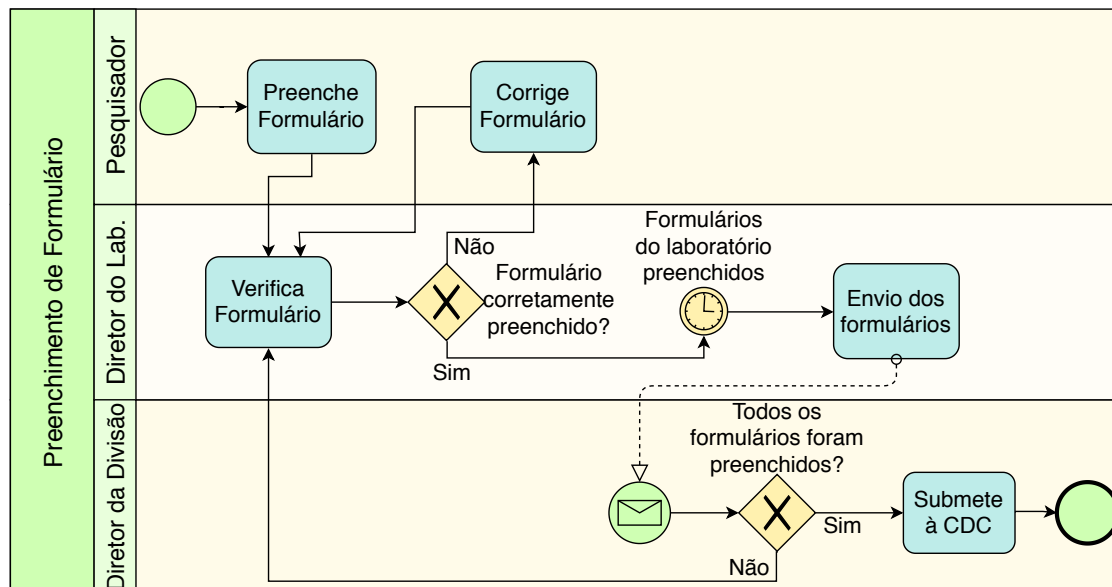 Preenchimento de Formulário
Pesquisador
Preenche
Formulário
Corrige
Formulário
Diretor do Lab.
Verifica
Formulário
Não
Formulário
corretamente
preenchido?
Sim
Formulários
do laboratório
preenchidos
Envio dos
formulários
Diretor da Divisão
Todos os
formulários foram
preenchidos?
Sim
Não
Submete
à CDC